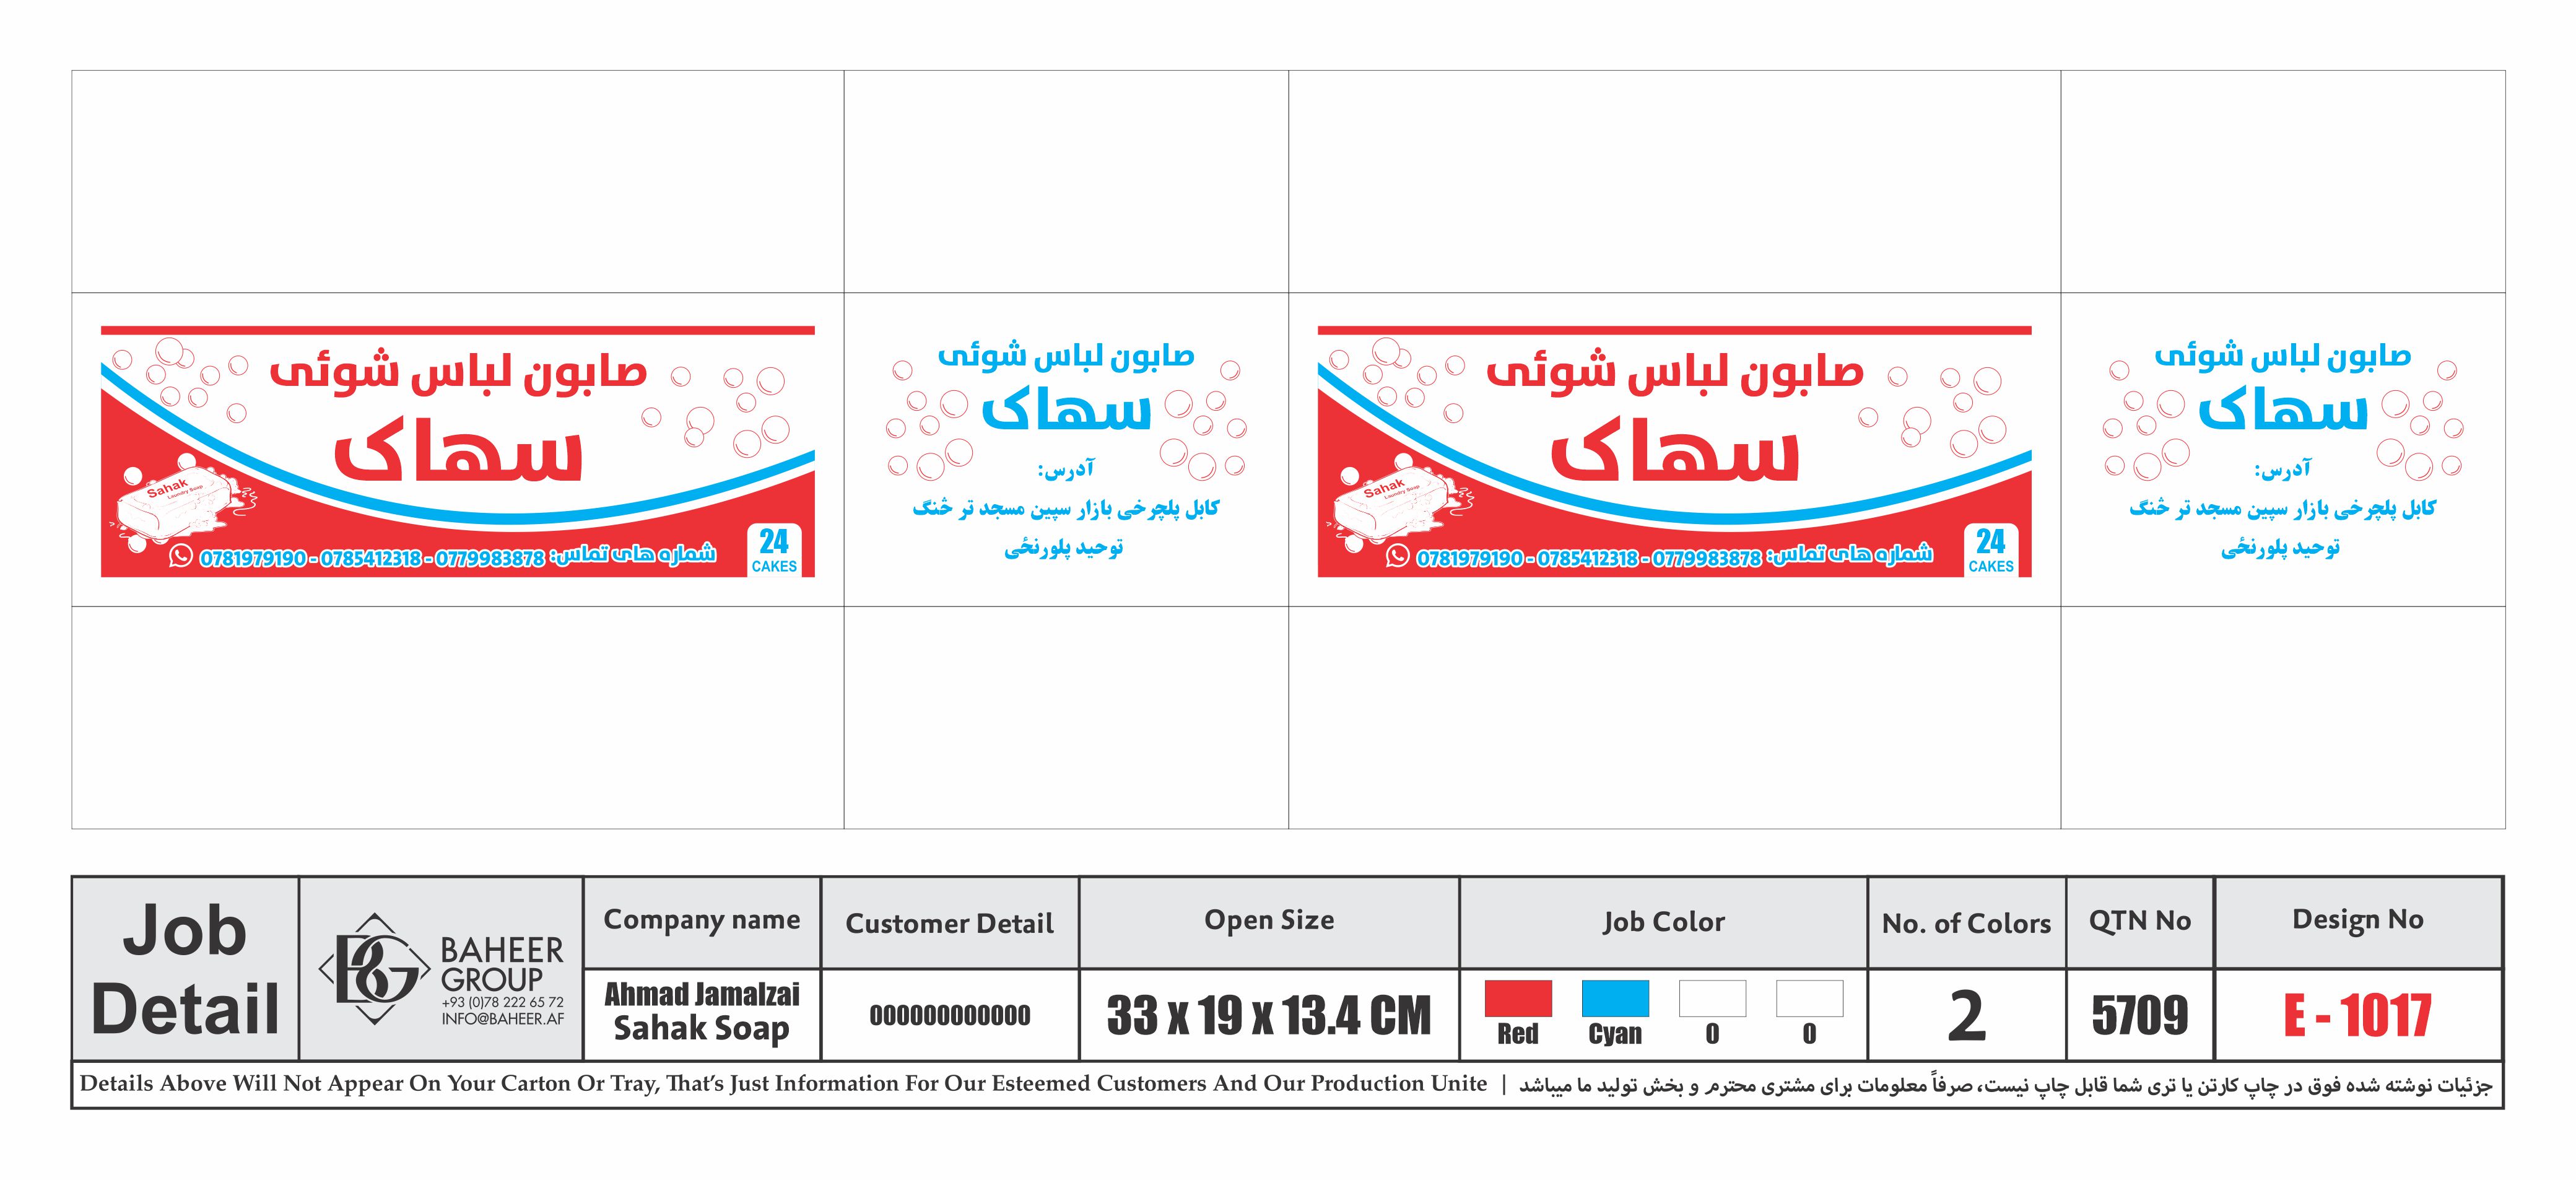 صابون لباس شوئی
سهاک
Sahak
Laundry Soap
شماره های تماس: 0779983878 - 0785412318 - 0781979190
24
CAKES
صابون لباس شوئی
سهاک
آدرس:
کابل پلچرخی بازار سپین مسجد تر څنگ
توحید پلورنځی
صابون لباس شوئی
سهاک
Sahak
Laundry Soap
شماره های تماس: 0779983878 - 0785412318 - 0781979190
24
CAKES
صابون لباس شوئی
سهاک
آدرس:
کابل پلچرخی بازار سپین مسجد تر څنگ
توحید پلورنځی
Job
Detail
BG
BAHEER
GROUP
+93 (0)78 222 65 72
INFO@BAHEER.AF
Company name
Ahmad Jamalzai
Sahak Soap
Customer Detail
000000000000
Open Size
33 x 19 x 13.4 CM
Job Color
Red Cyan 0 0
No. of Colors
2
QTN No
5709
Design No
E - 1017
Details Above Will Not Appear On Your Carton Or Tray, That's Just Information For Our Esteemed Customers And Our Production Unite | جزئیات نوشته شده فوق در چاپ کارتن یا تری شما قابل چاپ نیست، صرفاً معلومات برای مشتری محترم و بخش تولید ما میباشد